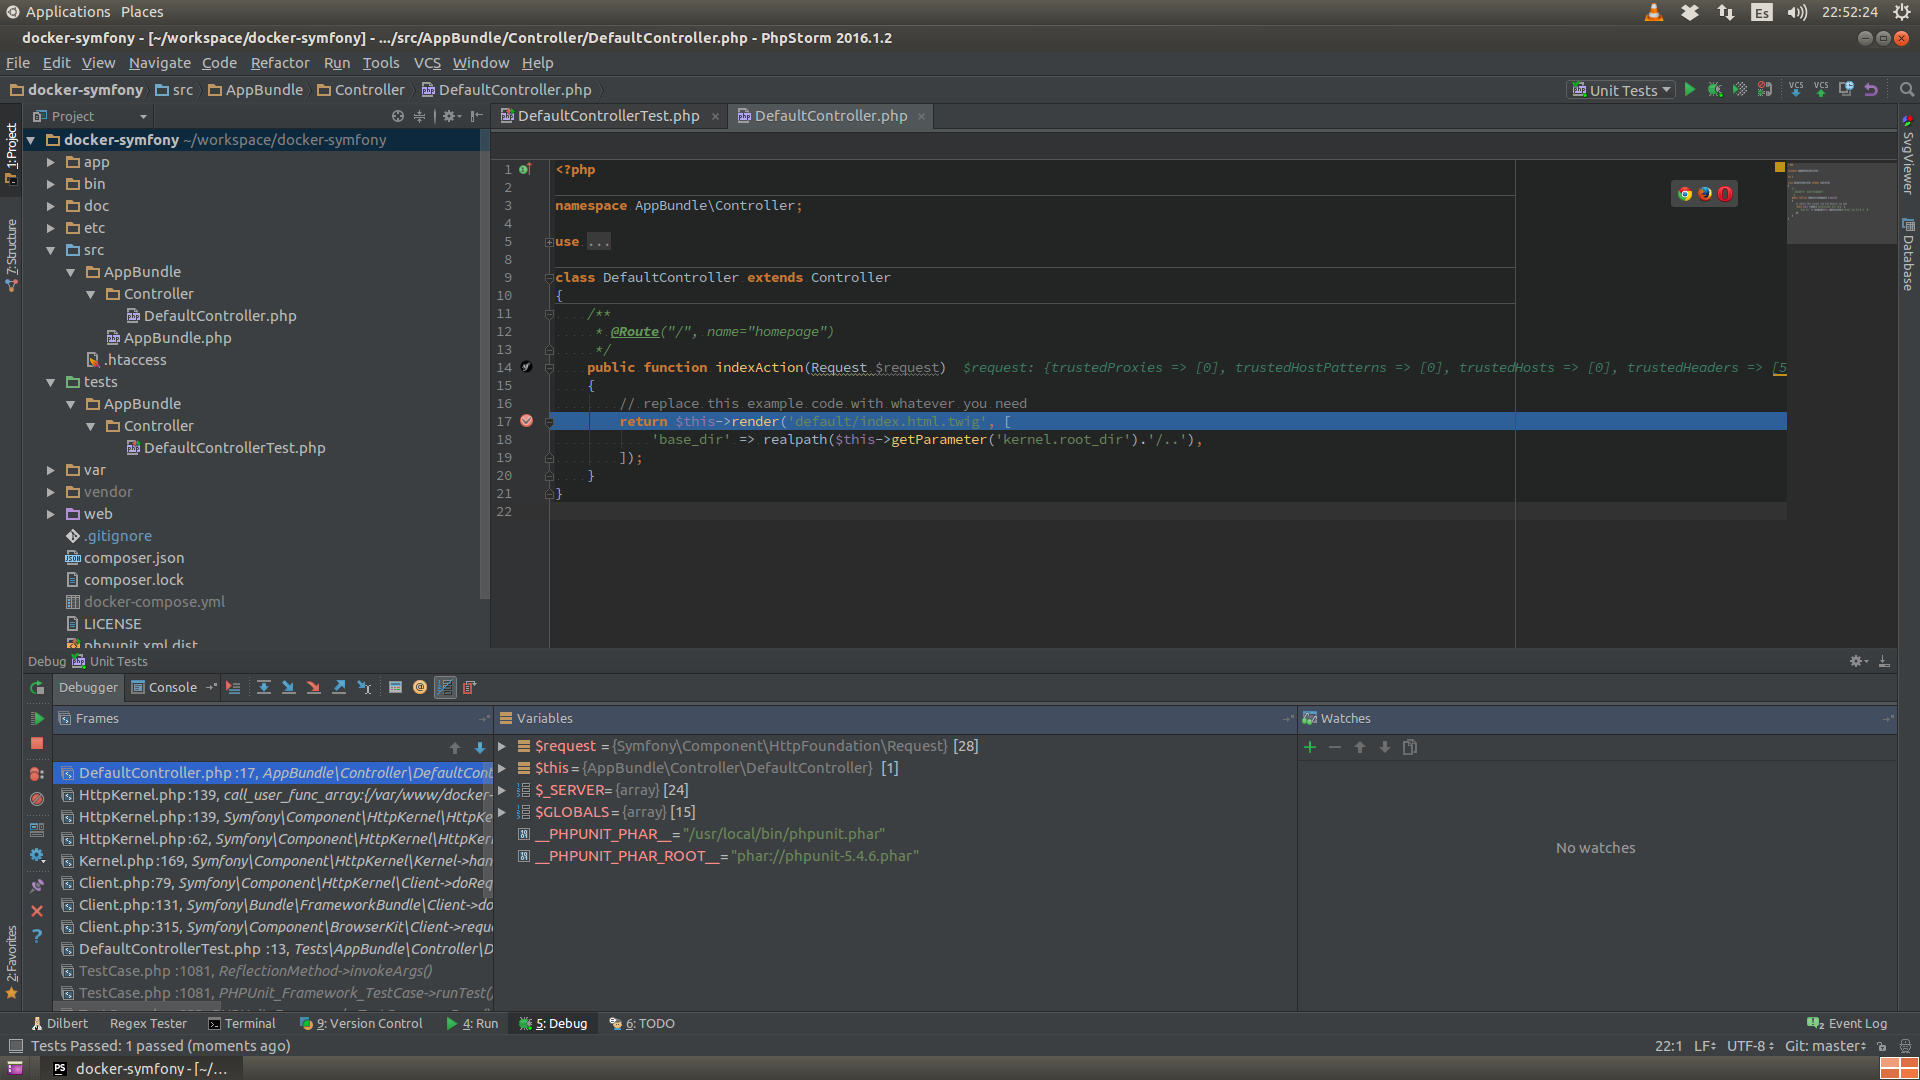 Applications Places
Es 22:52:24
docker-symfony - [~/workspace/docker-symfony] - .../src/AppBundle/Controller/DefaultController.php - PhpStorm 2016.1.2
File Edit View Navigate Code Refactor Run Tools VCS Window Help
docker-symfony src AppBundle Controller DefaultController.php
Unit Tests VCS VCS
Project
DefaultControllerTest.php DefaultController.php
1:Project
7:Structure
2:Favorites
docker-symfony ~/workspace/docker-symfony
app
bin
doc
etc
src
AppBundle
Controller
DefaultController.php
AppBundle.php
.htaccess
tests
AppBundle
Controller
DefaultControllerTest.php
var
vendor
web
.gitignore
composer.json
composer.lock
docker-compose.yml
LICENSE
phpunit.xml.dist
1 <?php
2
3 namespace AppBundle\Controller;
4
5 use ...
8
9 class DefaultController extends Controller
10 {
11 /**
12 * @Route("/", name="homepage")
13 */
14 public function indexAction(Request $request) $request: {trustedProxies => [0], trustedHostPatterns => [0], trustedHosts => [0], trustedHeaders => [5
15 {
16 // replace this example code with whatever you need
17 return $this->render('default/index.html.twig', [
18 'base_dir' => realpath($this->getParameter('kernel.root_dir').'/..'),
19 ]);
20 }
21 }
22
SvgViewer
Database
Debug Unit Tests
Debugger Console
Frames
DefaultController.php:17, AppBundle\Controller\DefaultCont
HttpKernel.php:139, call_user_func_array:{/var/www/docker-
HttpKernel.php:139, Symfony\Component\HttpKernel\HttpKe
HttpKernel.php:62, Symfony\Component\HttpKernel\HttpKer
Kernel.php:169, Symfony\Component\HttpKernel\Kernel->han
Client.php:79, Symfony\Component\HttpKernel\Client->doReq
Client.php:131, Symfony\Bundle\FrameworkBundle\Client->do
Client.php:315, Symfony\Component\BrowserKit\Client->requ
DefaultControllerTest.php:13, Tests\AppBundle\Controller\D
TestCase.php:1081, ReflectionMethod->invokeArgs()
TestCase.php:1081, PHPUnit_Framework_TestCase->runTest()
Variables
$request = {Symfony\Component\HttpFoundation\Request} [28]
$this = {AppBundle\Controller\DefaultController} [1]
$_SERVER = {array} [24]
$GLOBALS = {array} [15]
__PHPUNIT_PHAR__ = "/usr/local/bin/phpunit.phar"
__PHPUNIT_PHAR_ROOT__ = "phar://phpunit-5.4.6.phar"
Watches
No watches
Dilbert Regex Tester Terminal 9: Version Control 4: Run 5: Debug 6: TODO Event Log
Tests Passed: 1 passed (moments ago) 22:1 LF UTF-8 Git: master
PS docker-symfony - [~/...